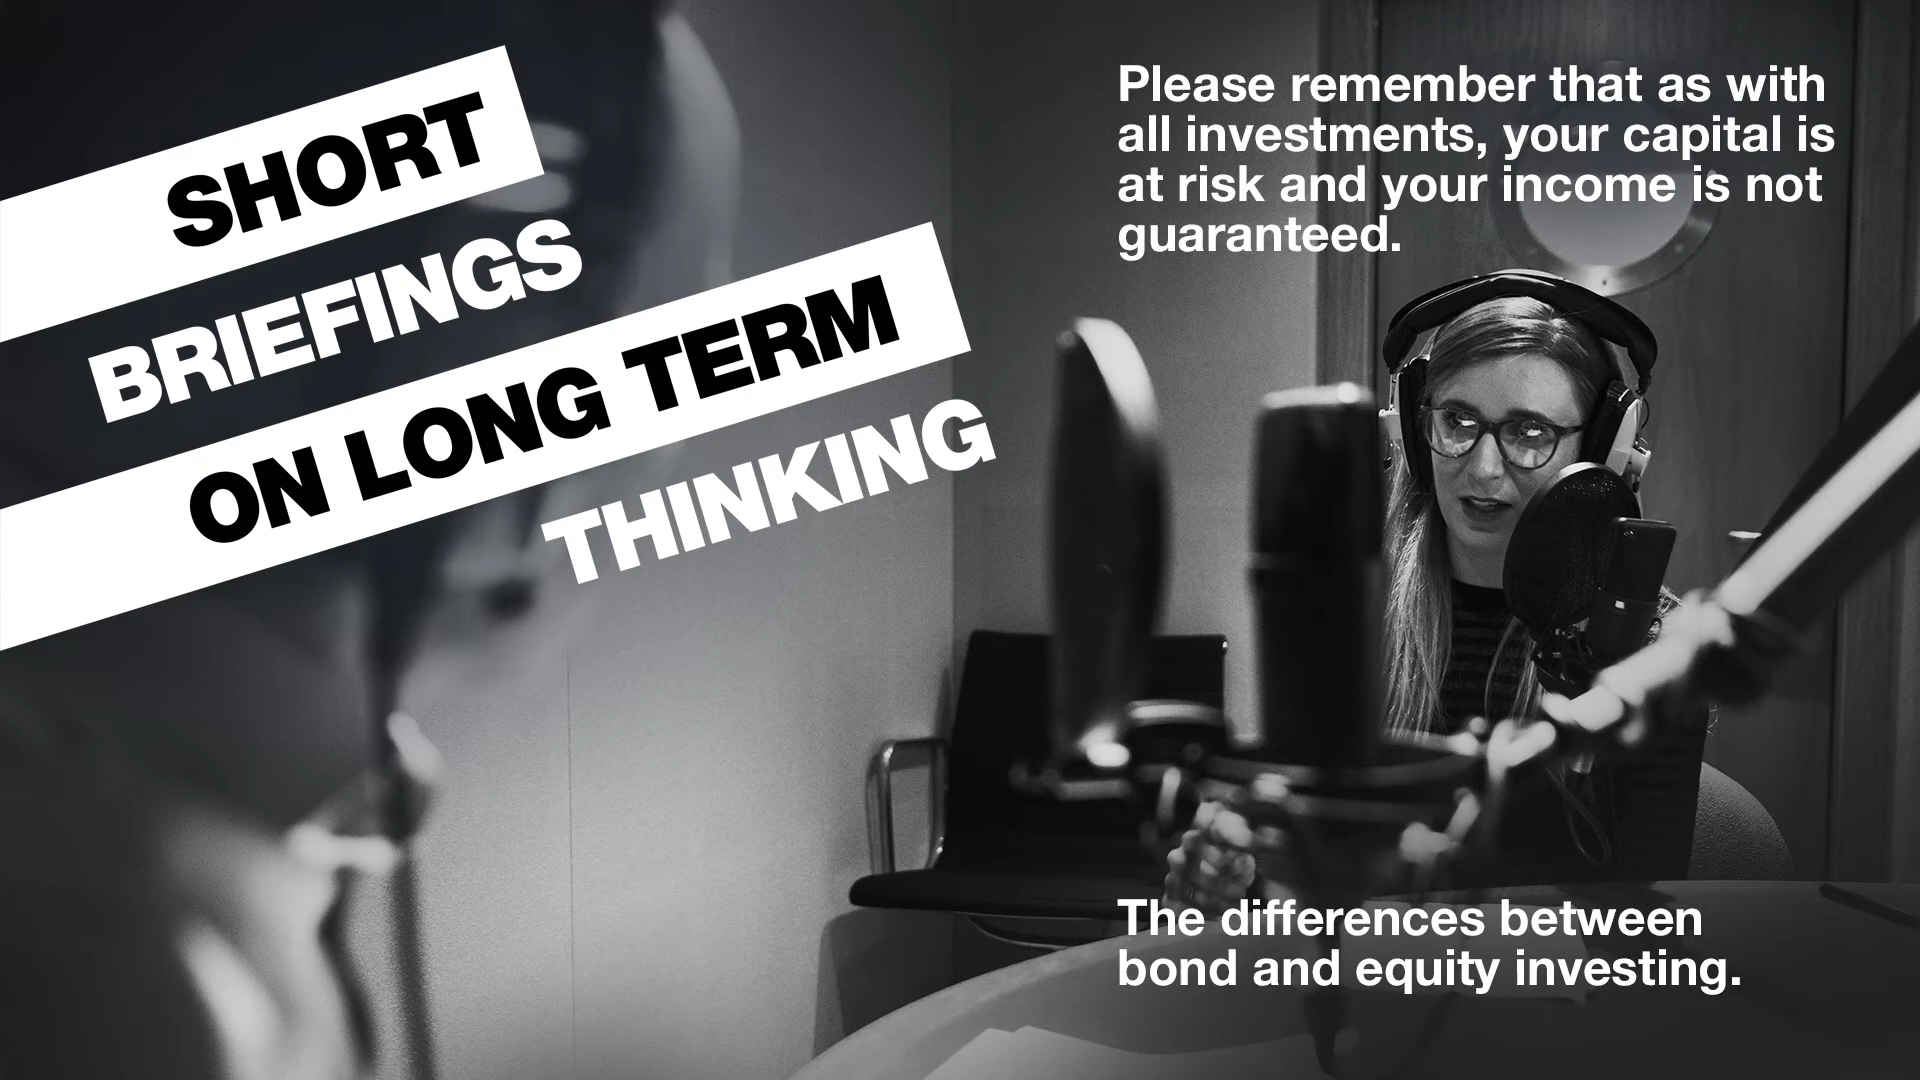 SHORT
BRIEFINGS
ON LONG TERM
THINKING
Please remember that as with
all investments, your capital is
at risk and your income is not
guaranteed.
The differences between
bond and equity investing.